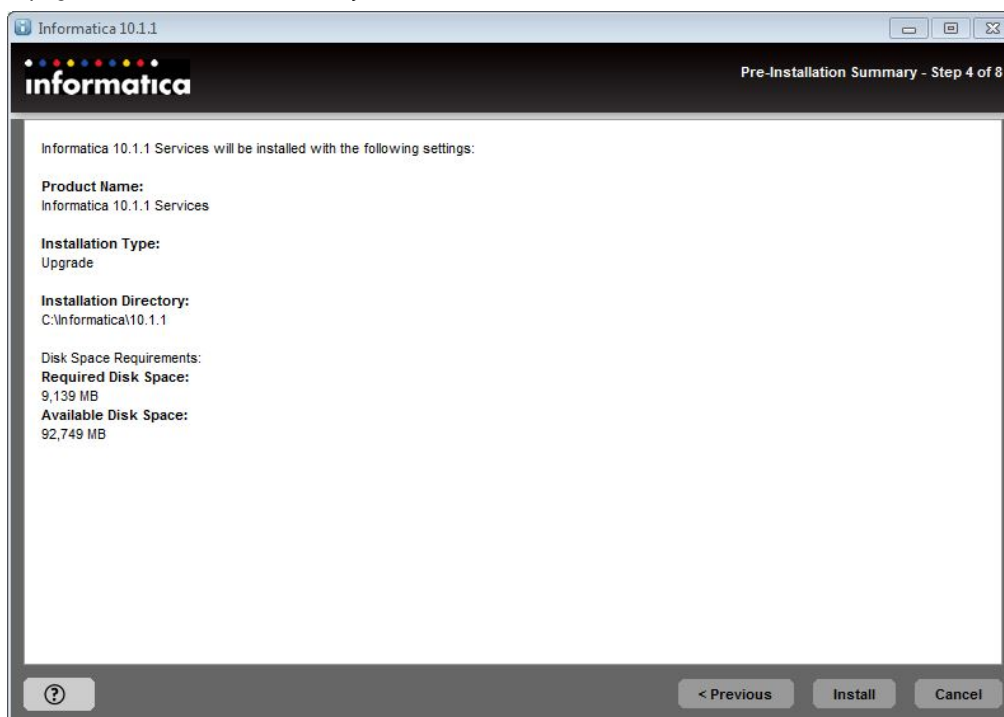 Informatica 10.1.1
informatica
Pre-Installation Summary - Step 4 of 8
Informatica 10.1.1 Services will be installed with the following settings:
Product Name:
Informatica 10.1.1 Services
Installation Type:
Upgrade
Installation Directory:
C:\Informatica\10.1.1
Disk Space Requirements:
Required Disk Space:
9,139 MB
Available Disk Space:
92,749 MB
?
< Previous
Install
Cancel